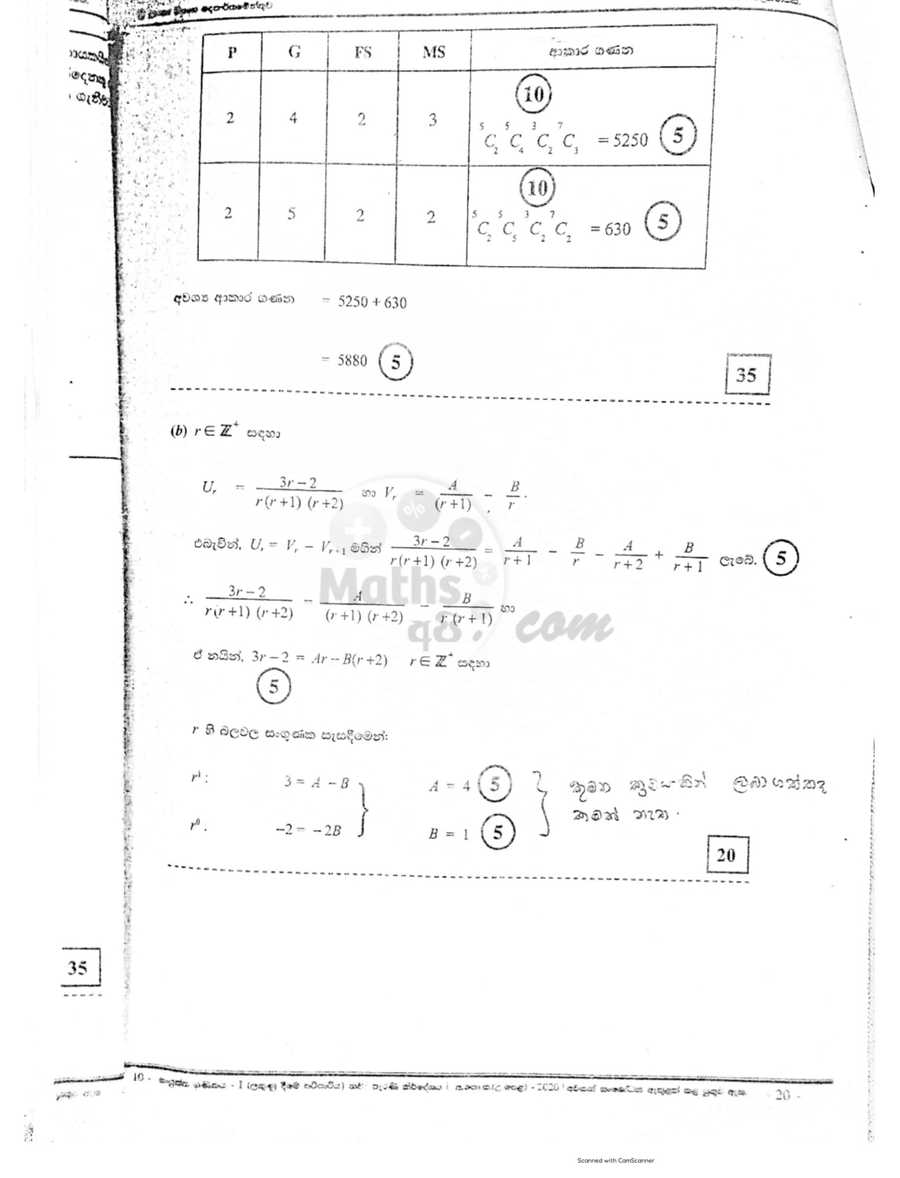 ශ්‍රී ලංකා විභාග දෙපාර්තමේන්තුව
P G FS MS ආකාර ගණන
10
2 4 2 3 ⁵C₂ ⁵C₄ ³C₂ ⁷C₃ = 5250 5
10
2 5 2 2 ⁵C₂ ⁵C₅ ³C₂ ⁷C₂ = 630 5
අවශ්‍ය ආකාර ගණන = 5250 + 630
= 5880 5
35
(b) r ∈ ℤ⁺ සඳහා
Uᵣ = (3r – 2)/(r(r+1) (r+2)) හා Vᵣ = A/(r+1) – B/r .
එබැවින්, Uᵣ = Vᵣ – Vᵣ₊₁ මගින් (3r – 2)/(r(r+1) (r+2)) = A/(r+1) – B/r – A/(r+2) + B/(r+1) ලැබේ. 5
∴ (3r – 2)/(r(r+1) (r+2)) – A/((r+1) (r+2)) – B/(r (r+1)) හා
Maths
අ8 . com
ඒ නයින්, 3r – 2 = Ar – B(r+2) r ∈ ℤ⁺ සඳහා
5
r හි බලවල සංගුණක සැසඳීමෙන්:
r¹ : 3 = A – B A = 4 5 කුමන ලබා ගත්තද
r⁰ . –2 = – 2B B = 1 5 කමක් නැත.
20
35
- 20 -
Scanned with CamScanner